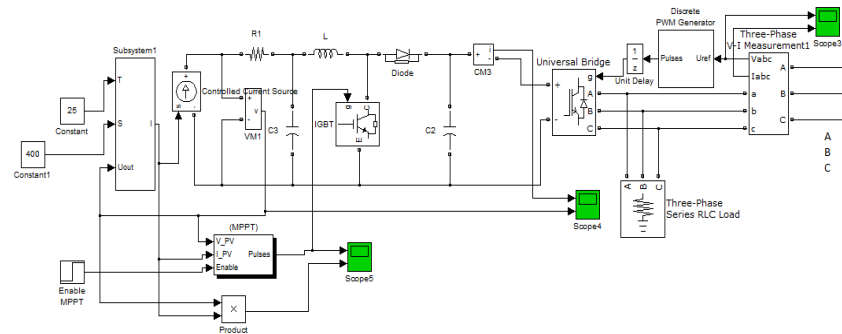 Discrete
PWM Generator
Three-Phase
V-I Measurement1
Scope3
R1
L
Subsystem1
Diode
CM3
Universal Bridge
1
z
Unit Delay
Pulses
Uref
Vabc
Iabc
A
B
C
a
b
c
T
S
Uout
I
25
Constant
400
Constant1
Controlled Current Source
s
+
-
+
-
v
VM1
C3
IGBT
g
C
E
C2
+
-
i
+
-
g
A
B
C
A
B
C
A
B
C
Three-Phase
Series RLC Load
Scope4
(MPPT)
V_PV
I_PV
Enable
Pulses
Scope5
Enable
MPPT
X
Product